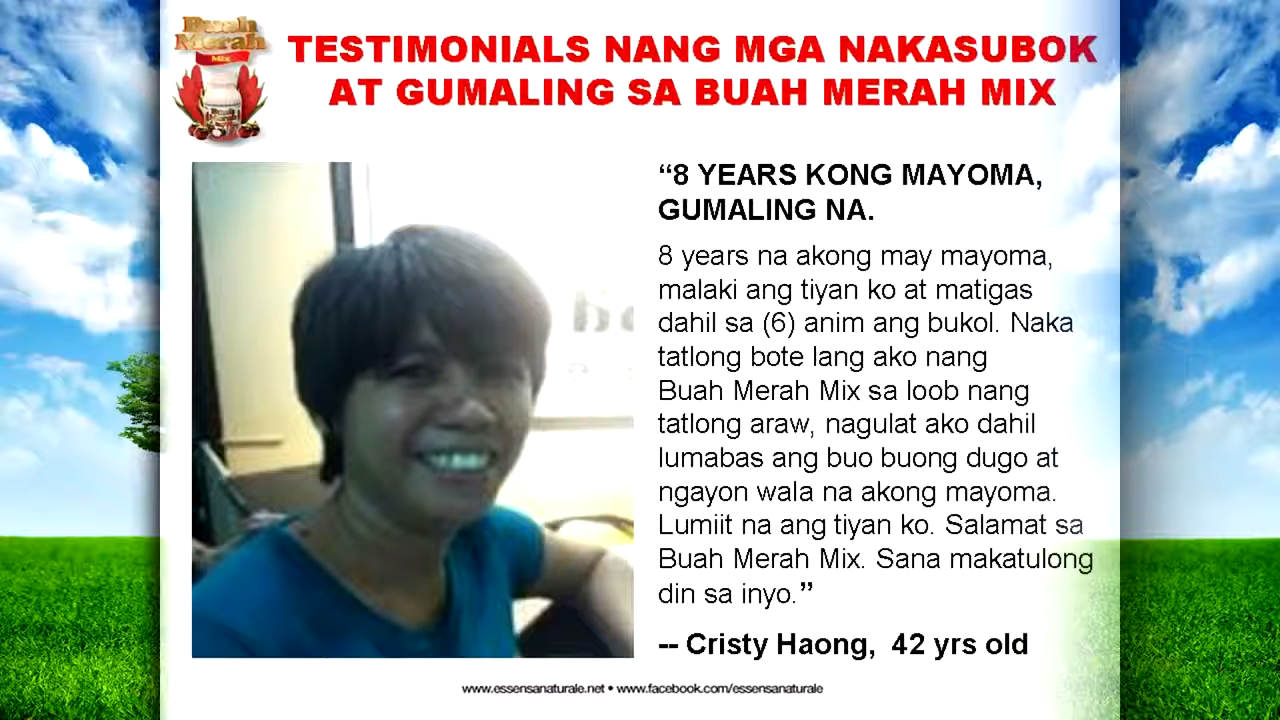 Buah
Merah
Mix
TESTIMONIALS NANG MGA NAKASUBOK
AT GUMALING SA BUAH MERAH MIX
“8 YEARS KONG MAYOMA,
GUMALING NA.
8 years na akong may mayoma,
malaki ang tiyan ko at matigas
dahil sa (6) anim ang bukol. Naka
tatlong bote lang ako nang
Buah Merah Mix sa loob nang
tatlong araw, nagulat ako dahil
lumabas ang buo buong dugo at
ngayon wala na akong mayoma.
Lumiit na ang tiyan ko. Salamat sa
Buah Merah Mix. Sana makatulong
din sa inyo.”
-- Cristy Haong, 42 yrs old
www.essensanaturale.net • www.facebook.com/essensanaturale